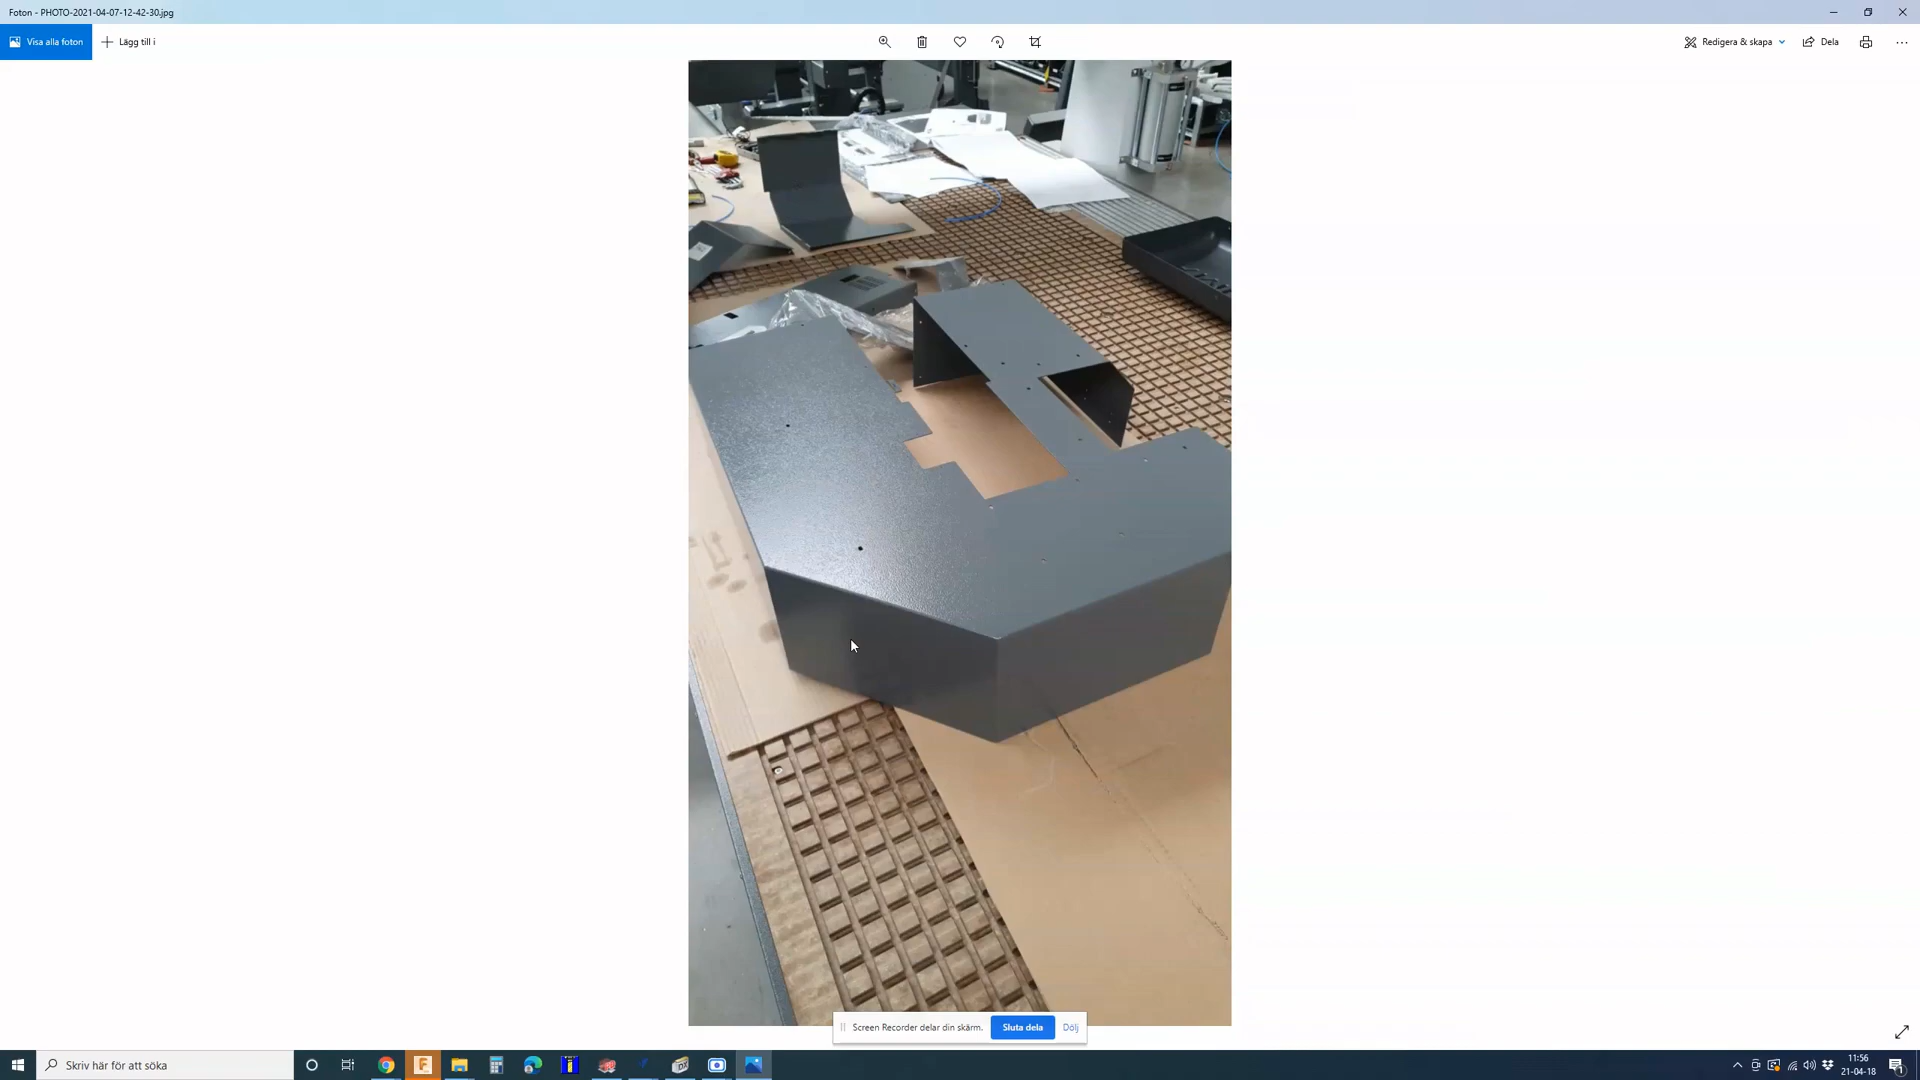 Foton - PHOTO-2021-04-07-12-42-30.jpg
Visa alla foton
Lägg till i
Redigera & skapa
Dela
Screen Recorder delar din skärm.
Sluta dela
Dölj
Skriv här för att söka
11:56
21-04-18